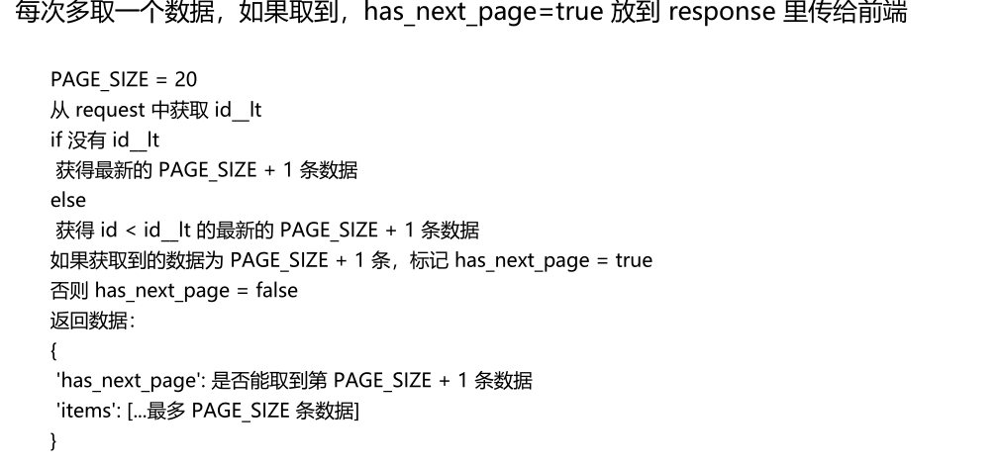 每次多取一个数据，如果取到，has_next_page=true 放到 response 里传给前端
PAGE_SIZE = 20
从 request 中获取 id__lt
if 没有 id__lt
获得最新的 PAGE_SIZE + 1 条数据
else
获得 id < id__lt 的最新的 PAGE_SIZE + 1 条数据
如果获取到的数据为 PAGE_SIZE + 1 条，标记 has_next_page = true
否则 has_next_page = false
返回数据：
{
'has_next_page': 是否能取到第 PAGE_SIZE + 1 条数据
'items': [...最多 PAGE_SIZE 条数据]
}